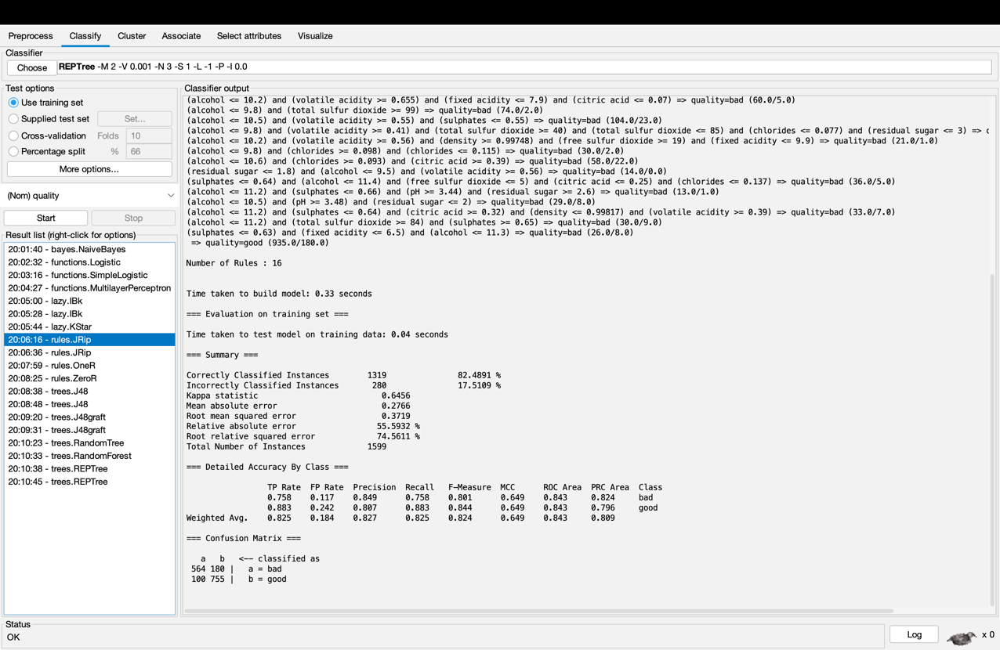 Preprocess Classify Cluster Associate Select attributes Visualize
Classifier
Choose REPTree -M 2 -V 0.001 -N 3 -S 1 -L -1 -P -I 0.0
Test options
Use training set
Supplied test set Set...
Cross-validation Folds 10
Percentage split % 66
More options...
(Nom) quality
Start Stop
Result list (right-click for options)
20:01:40 - bayes.NaiveBayes
20:02:32 - functions.Logistic
20:03:16 - functions.SimpleLogistic
20:04:27 - functions.MultilayerPerceptron
20:05:00 - lazy.IBk
20:05:28 - lazy.IBk
20:05:44 - lazy.KStar
20:06:16 - rules.JRip
20:06:36 - rules.JRip
20:07:59 - rules.OneR
20:08:25 - rules.ZeroR
20:08:38 - trees.J48
20:08:48 - trees.J48
20:09:20 - trees.J48graft
20:09:31 - trees.J48graft
20:10:23 - trees.RandomTree
20:10:33 - trees.RandomForest
20:10:38 - trees.REPTree
20:10:45 - trees.REPTree
Classifier output
(alcohol <= 10.2) and (volatile acidity >= 0.655) and (fixed acidity <= 7.9) and (citric acid <= 0.07) => quality=bad (60.0/5.0)
(alcohol <= 9.8) and (total sulfur dioxide >= 99) => quality=bad (74.0/2.0)
(alcohol <= 10.5) and (volatile acidity >= 0.55) and (sulphates <= 0.55) => quality=bad (104.0/23.0)
(alcohol <= 9.8) and (volatile acidity >= 0.41) and (total sulfur dioxide >= 40) and (total sulfur dioxide <= 85) and (chlorides <= 0.077) and (residual sugar <= 3) =>
(alcohol <= 10.2) and (volatile acidity >= 0.56) and (density >= 0.99748) and (free sulfur dioxide >= 19) and (fixed acidity <= 9.9) => quality=bad (21.0/1.0)
(alcohol <= 9.8) and (chlorides >= 0.098) and (chlorides <= 0.115) => quality=bad (30.0/2.0)
(alcohol <= 10.6) and (chlorides >= 0.093) and (citric acid >= 0.39) => quality=bad (58.0/22.0)
(residual sugar <= 1.8) and (alcohol <= 9.5) and (volatile acidity >= 0.56) => quality=bad (14.0/0.0)
(sulphates <= 0.64) and (alcohol <= 11.4) and (free sulfur dioxide <= 5) and (citric acid <= 0.25) and (chlorides <= 0.137) => quality=bad (36.0/5.0)
(alcohol <= 11.2) and (sulphates <= 0.66) and (pH >= 3.44) and (residual sugar >= 2.6) => quality=bad (13.0/1.0)
(alcohol <= 10.5) and (pH >= 3.48) and (residual sugar <= 2) => quality=bad (29.0/8.0)
(alcohol <= 11.2) and (sulphates <= 0.64) and (citric acid >= 0.32) and (density <= 0.99817) and (volatile acidity >= 0.39) => quality=bad (33.0/7.0)
(alcohol <= 11.2) and (total sulfur dioxide >= 84) and (sulphates >= 0.65) => quality=bad (30.0/9.0)
(sulphates <= 0.63) and (fixed acidity <= 6.5) and (alcohol <= 11.3) => quality=bad (26.0/8.0)
=> quality=good (935.0/180.0)
Number of Rules : 16
Time taken to build model: 0.33 seconds
=== Evaluation on training set ===
Time taken to test model on training data: 0.04 seconds
=== Summary ===
Correctly Classified Instances 1319 82.4891 %
Incorrectly Classified Instances 280 17.5109 %
Kappa statistic 0.6456
Mean absolute error 0.2766
Root mean squared error 0.3719
Relative absolute error 55.5932 %
Root relative squared error 74.5611 %
Total Number of Instances 1599
=== Detailed Accuracy By Class ===
TP Rate FP Rate Precision Recall F-Measure MCC ROC Area PRC Area Class
0.758 0.117 0.849 0.758 0.801 0.649 0.843 0.824 bad
0.883 0.242 0.807 0.883 0.844 0.649 0.843 0.796 good
Weighted Avg. 0.825 0.184 0.827 0.825 0.824 0.649 0.843 0.809
=== Confusion Matrix ===
a b <-- classified as
564 180 | a = bad
100 755 | b = good
Status
OK
Log x 0